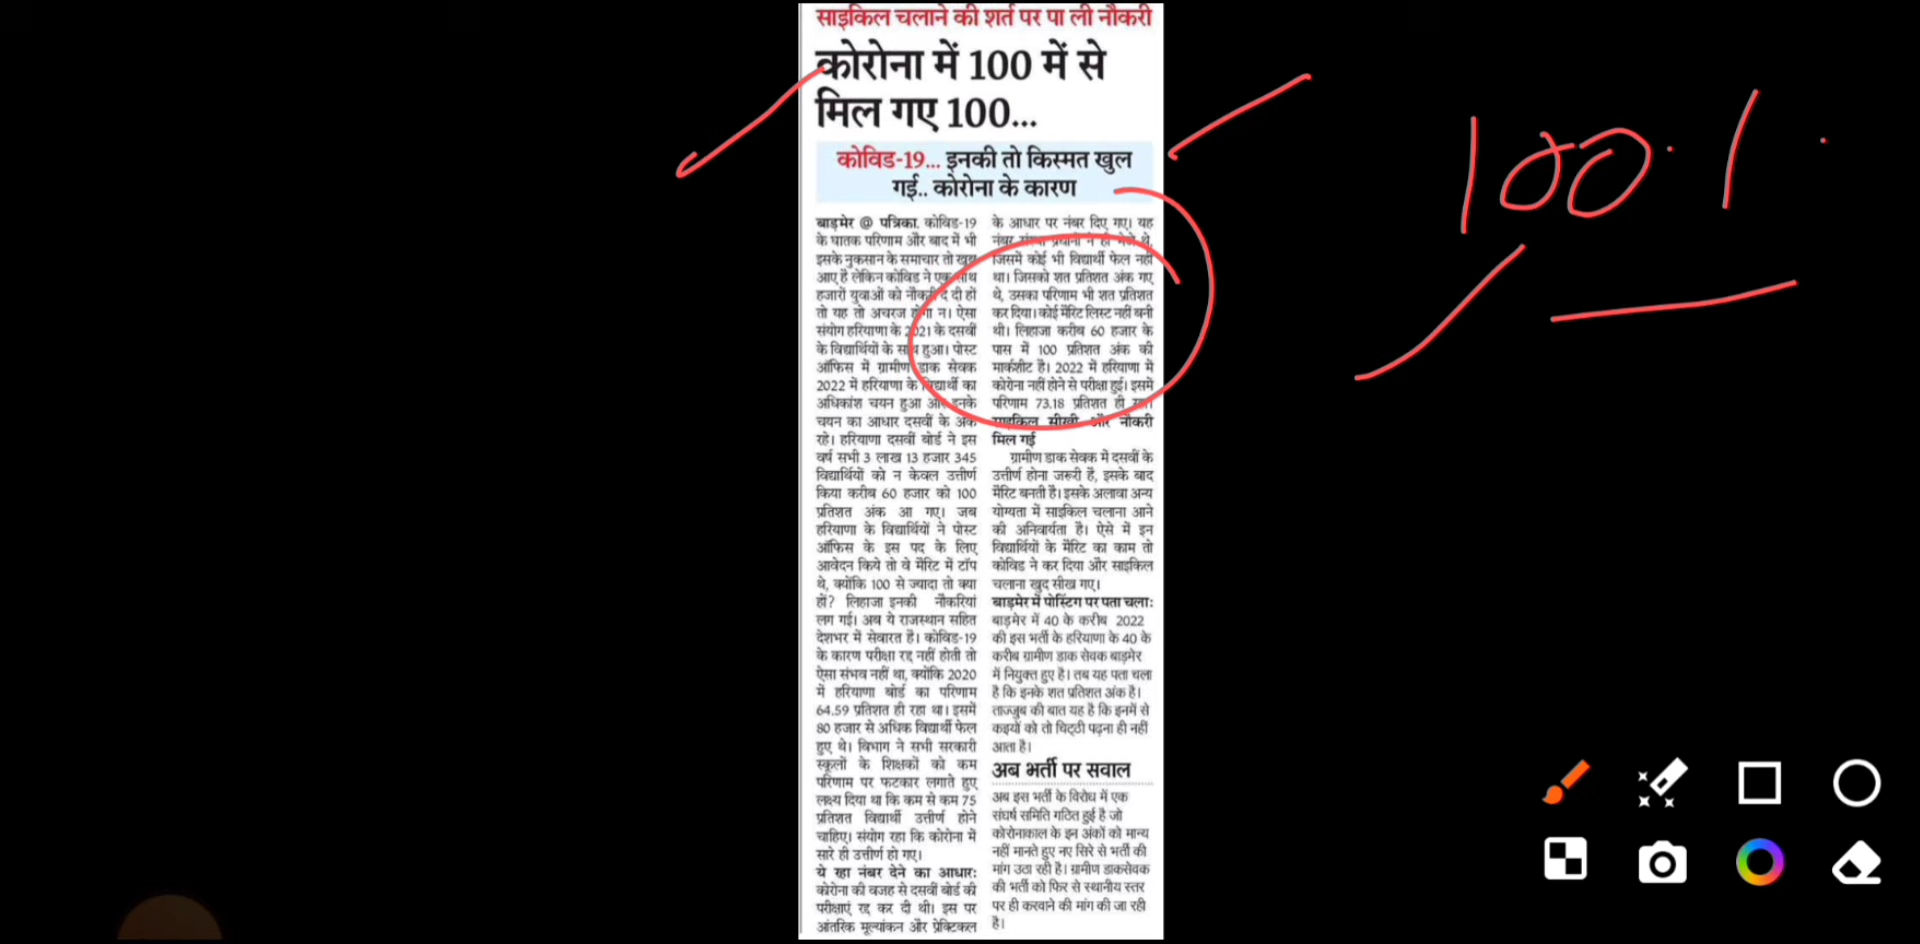 साइकिल चलाने की शर्त पर पा ली नौकरी
कोरोना में 100 में से
मिल गए 100...
कोविड-19... इनकी तो किस्मत खुल
गई.. कोरोना के कारण
बाड़मेर @ पत्रिका. कोविड-19
के घातक परिणाम और बाद में भी
इसके नुकसान के समाचार तो खूब
आए हैं लेकिन कोविड ने एक साथ
हजारों युवाओं को नौकरी दे दी हों
तो यह तो अचरज होगा न। ऐसा
संयोग हरियाणा के 2021 के दसवीं
के विद्यार्थियों के साथ हुआ। पोस्ट
ऑफिस में ग्रामीण डाक सेवक
2022 में हरियाणा के विद्यार्थी का
अधिकांश चयन हुआ और इनके
चयन का आधार दसवीं के अंक
रहे। हरियाणा दसवीं बोर्ड ने इस
वर्ष सभी 3 लाख 13 हजार 345
विद्यार्थियों को न केवल उत्तीर्ण
किया करीब 60 हजार को 100
प्रतिशत अंक आ गए। जब
हरियाणा के विद्यार्थियों ने पोस्ट
ऑफिस के इस पद के लिए
आवेदन किये तो वे मेरिट में टॉप
थे, क्योंकि 100 से ज्यादा तो क्या
हों? लिहाजा इनकी नौकरियां
लग गई। अब ये राजस्थान सहित
देशभर में सेवारत है। कोविड-19
के कारण परीक्षा रद्द नहीं होती तो
ऐसा संभव नहीं था, क्योंकि 2020
में हरियाणा बोर्ड का परिणाम
64.59 प्रतिशत ही रहा था। इसमें
80 हजार से अधिक विद्यार्थी फेल
हुए थे। विभाग ने सभी सरकारी
स्कूलों के शिक्षकों को कम
परिणाम पर फटकार लगाते हुए
लक्ष्य दिया था कि कम से कम 75
प्रतिशत विद्यार्थी उत्तीर्ण होने
चाहिए। संयोग रहा कि कोरोना में
सारे ही उत्तीर्ण हो गए।
ये रहा नंबर देने का आधार:
कोरोना की वजह से दसवीं बोर्ड की
परीक्षाएं रद्द कर दी थी। इस पर
आंतरिक मूल्यांकन और प्रेक्टिकल
के आधार पर नंबर दिए गए। यह
नंबर संस्था प्रधानों ने ही भेजे थे,
जिसमें कोई भी विद्यार्थी फेल नहीं
था। जिसको शत प्रतिशत अंक गए
थे, उसका परिणाम भी शत प्रतिशत
कर दिया। कोई मेरिट लिस्ट नहीं बनी
थी। लिहाजा करीब 60 हजार के
पास में 100 प्रतिशत अंक की
मार्कशीट है। 2022 में हरियाणा में
कोरोना नहीं होने से परीक्षा हुई। इसमें
परिणाम 73.18 प्रतिशत ही रहा।
साइकिल सीखी और नौकरी
मिल गई
ग्रामीण डाक सेवक में दसवीं के
उत्तीर्ण होना जरूरी है, इसके बाद
मेरिट बनती है। इसके अलावा अन्य
योग्यता में साइकिल चलाना आने
की अनिवार्यता है। ऐसे में इन
विद्यार्थियों के मेरिट का काम तो
कोविड ने कर दिया और साइकिल
चलाना खुद सीख गए।
बाड़मेर में पोस्टिंग पर पता चला:
बाड़मेर में 40 के करीब 2022
की इस भर्ती के हरियाणा के 40 के
करीब ग्रामीण डाक सेवक बाड़मेर
में नियुक्त हुए है। तब यह पता चला
है कि इनके शत प्रतिशत अंक है।
ताज्जुब की बात यह है कि इनमें से
कइयों को तो चिट्ठी पढ़ना ही नहीं
आता है।
अब भर्ती पर सवाल
अब इस भर्ती के विरोध में एक
संघर्ष समिति गठित हुई है जो
कोरोनाकाल के इन अंकों को मान्य
नहीं मानते हुए नए सिरे से भर्ती की
मांग उठा रही है। ग्रामीण डाकसेवक
की भर्ती को फिर से स्थानीय स्तर
पर ही करवाने की मांग की जा रही
है।
100